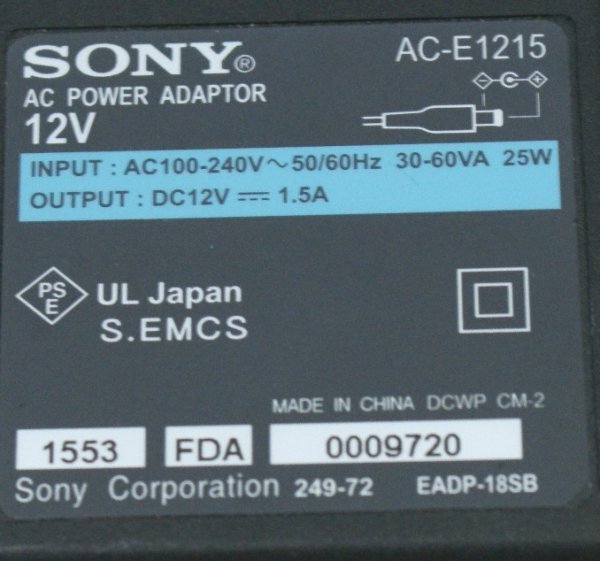 SONY®
AC-E1215
AC POWER ADAPTOR
12V
INPUT : AC100-240V～50/60Hz 30-60VA 25W
OUTPUT : DC12V ⎓ 1.5A
PS
E
UL Japan
S.EMCS
MADE IN CHINA DCWP CM-2
1553 FDA 0009720
Sony Corporation 249-72 EADP-18SB